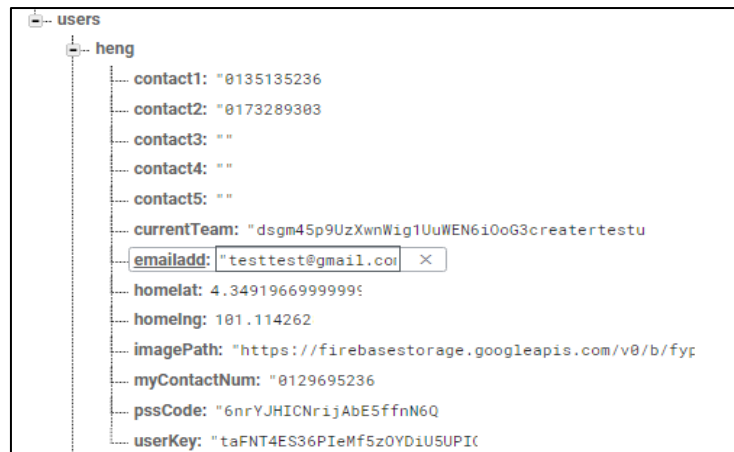 users
heng
contact1: "0135135236
contact2: "0173289303
contact3: ""
contact4: ""
contact5: ""
currentTeam: "dsgm45p9UzXwnWig1UuWEN6iOoG3creatertestu
emailadd: "testtest@gmail.co
homelat: 4.3491966999999
homelng: 101.114262
imagePath: "https://firebasestorage.googleapis.com/v0/b/fyp
myContactNum: "0129695236
pssCode: "6nrYJHICNrijAbE5ffnN6Q
userKey: "taFNT4ES36PIeMf5zOYDiU5UPI